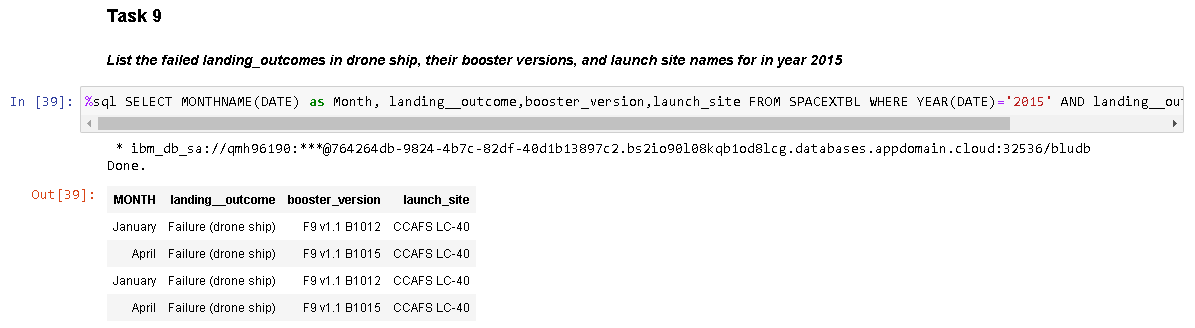 Task 9
List the failed landing_outcomes in drone ship, their booster versions, and launch site names for in year 2015
In [39]: %sql SELECT MONTHNAME(DATE) as Month, landing__outcome,booster_version,launch_site FROM SPACEXTBL WHERE YEAR(DATE)='2015' AND landing__ou
* ibm_db_sa://qmh96190:***@764264db-9824-4b7c-82df-40d1b13897c2.bs2io90l08kqb1od8lcg.databases.appdomain.cloud:32536/bludb
Done.
Out[39]: MONTH landing__outcome booster_version launch_site
January Failure (drone ship) F9 v1.1 B1012 CCAFS LC-40
April Failure (drone ship) F9 v1.1 B1015 CCAFS LC-40
January Failure (drone ship) F9 v1.1 B1012 CCAFS LC-40
April Failure (drone ship) F9 v1.1 B1015 CCAFS LC-40